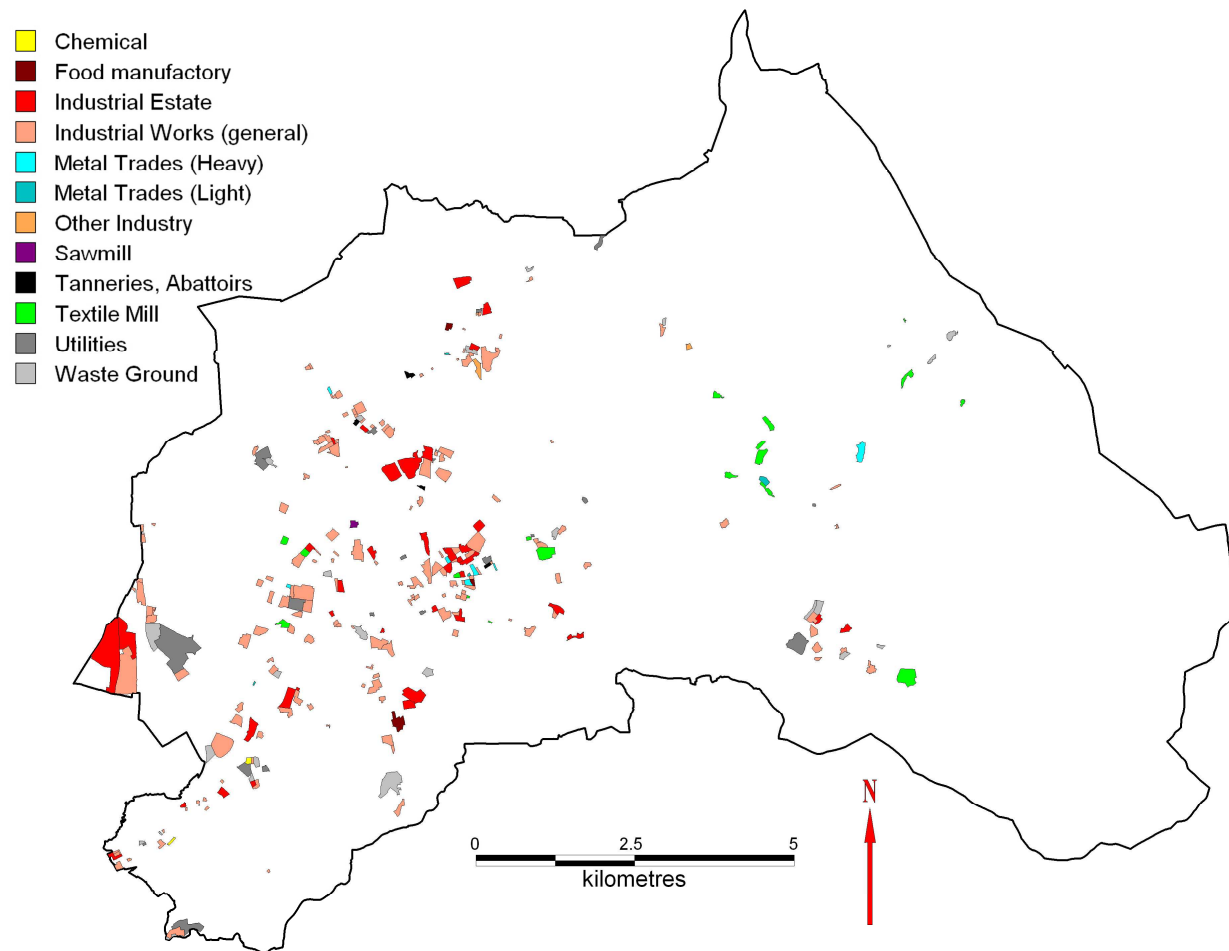 Chemical
Food manufactory
Industrial Estate
Industrial Works (general)
Metal Trades (Heavy)
Metal Trades (Light)
Other Industry
Sawmill
Tanneries, Abattoirs
Textile Mill
Utilities
Waste Ground
N
0 2.5 5
kilometres